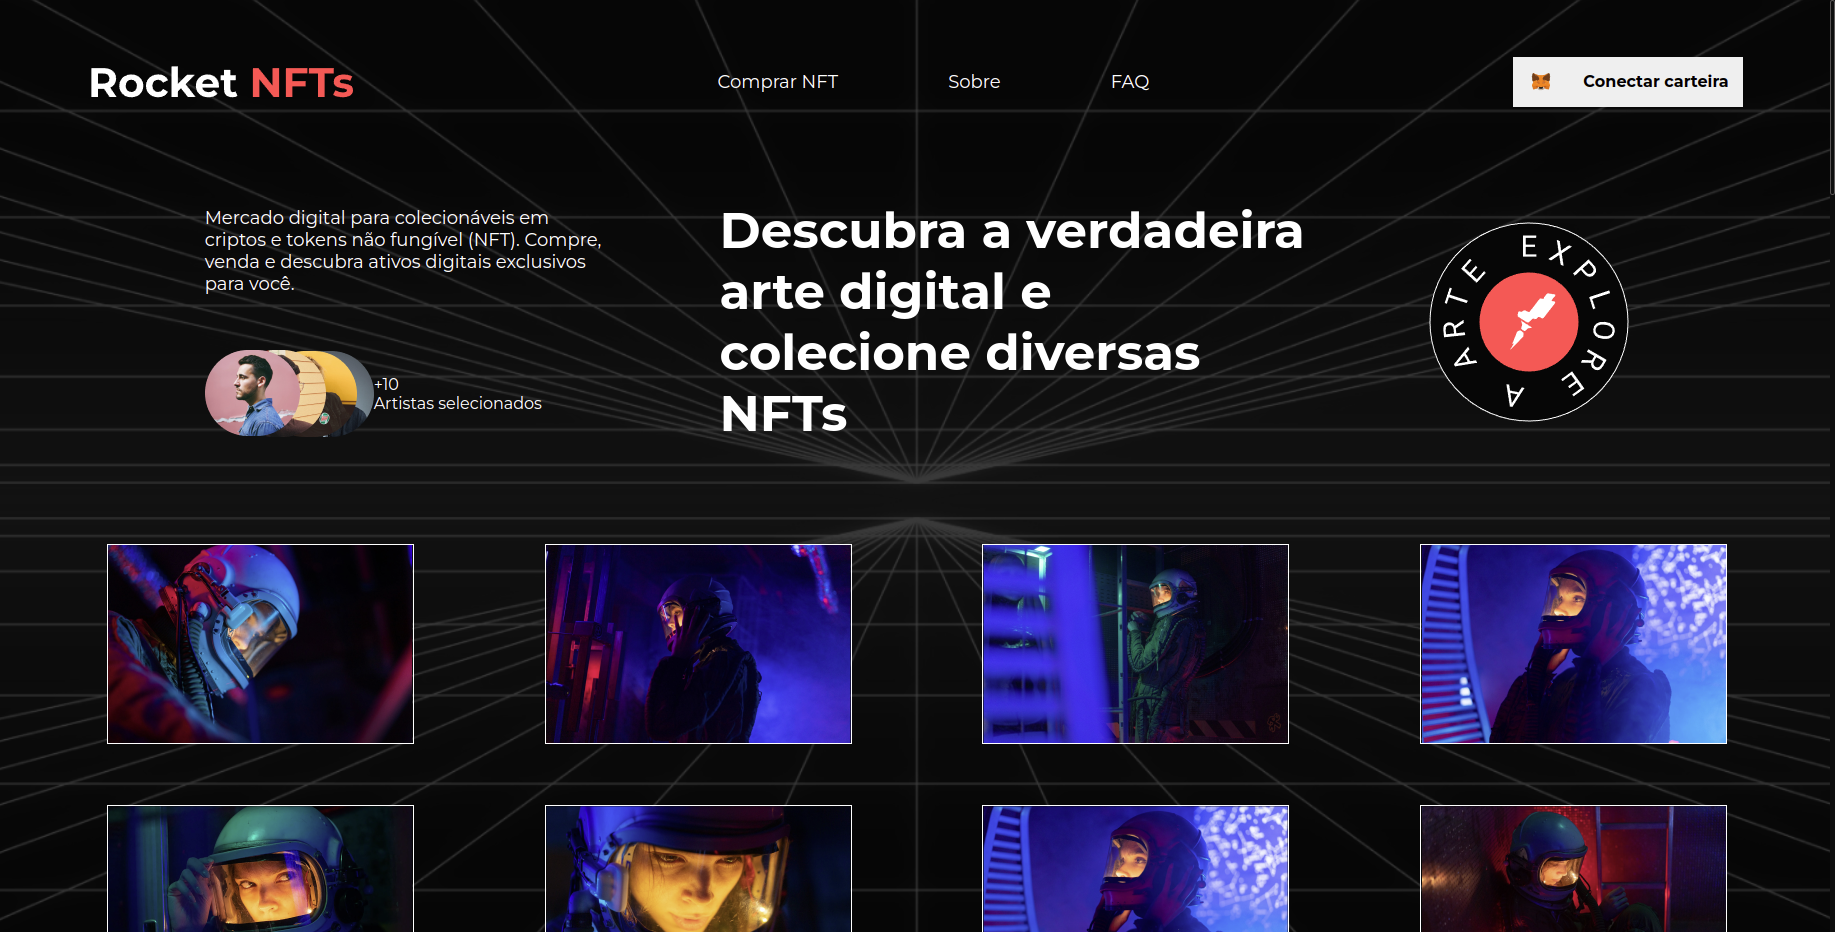 Rocket NFTs
Comprar NFT
Sobre
FAQ
Conectar carteira
Mercado digital para colecionáveis em
criptos e tokens não fungível (NFT). Compre,
venda e descubra ativos digitais exclusivos
para você.
+10
Artistas selecionados
Descubra a verdadeira
arte digital e
colecione diversas
NFTs
EXPLORE A ARTE